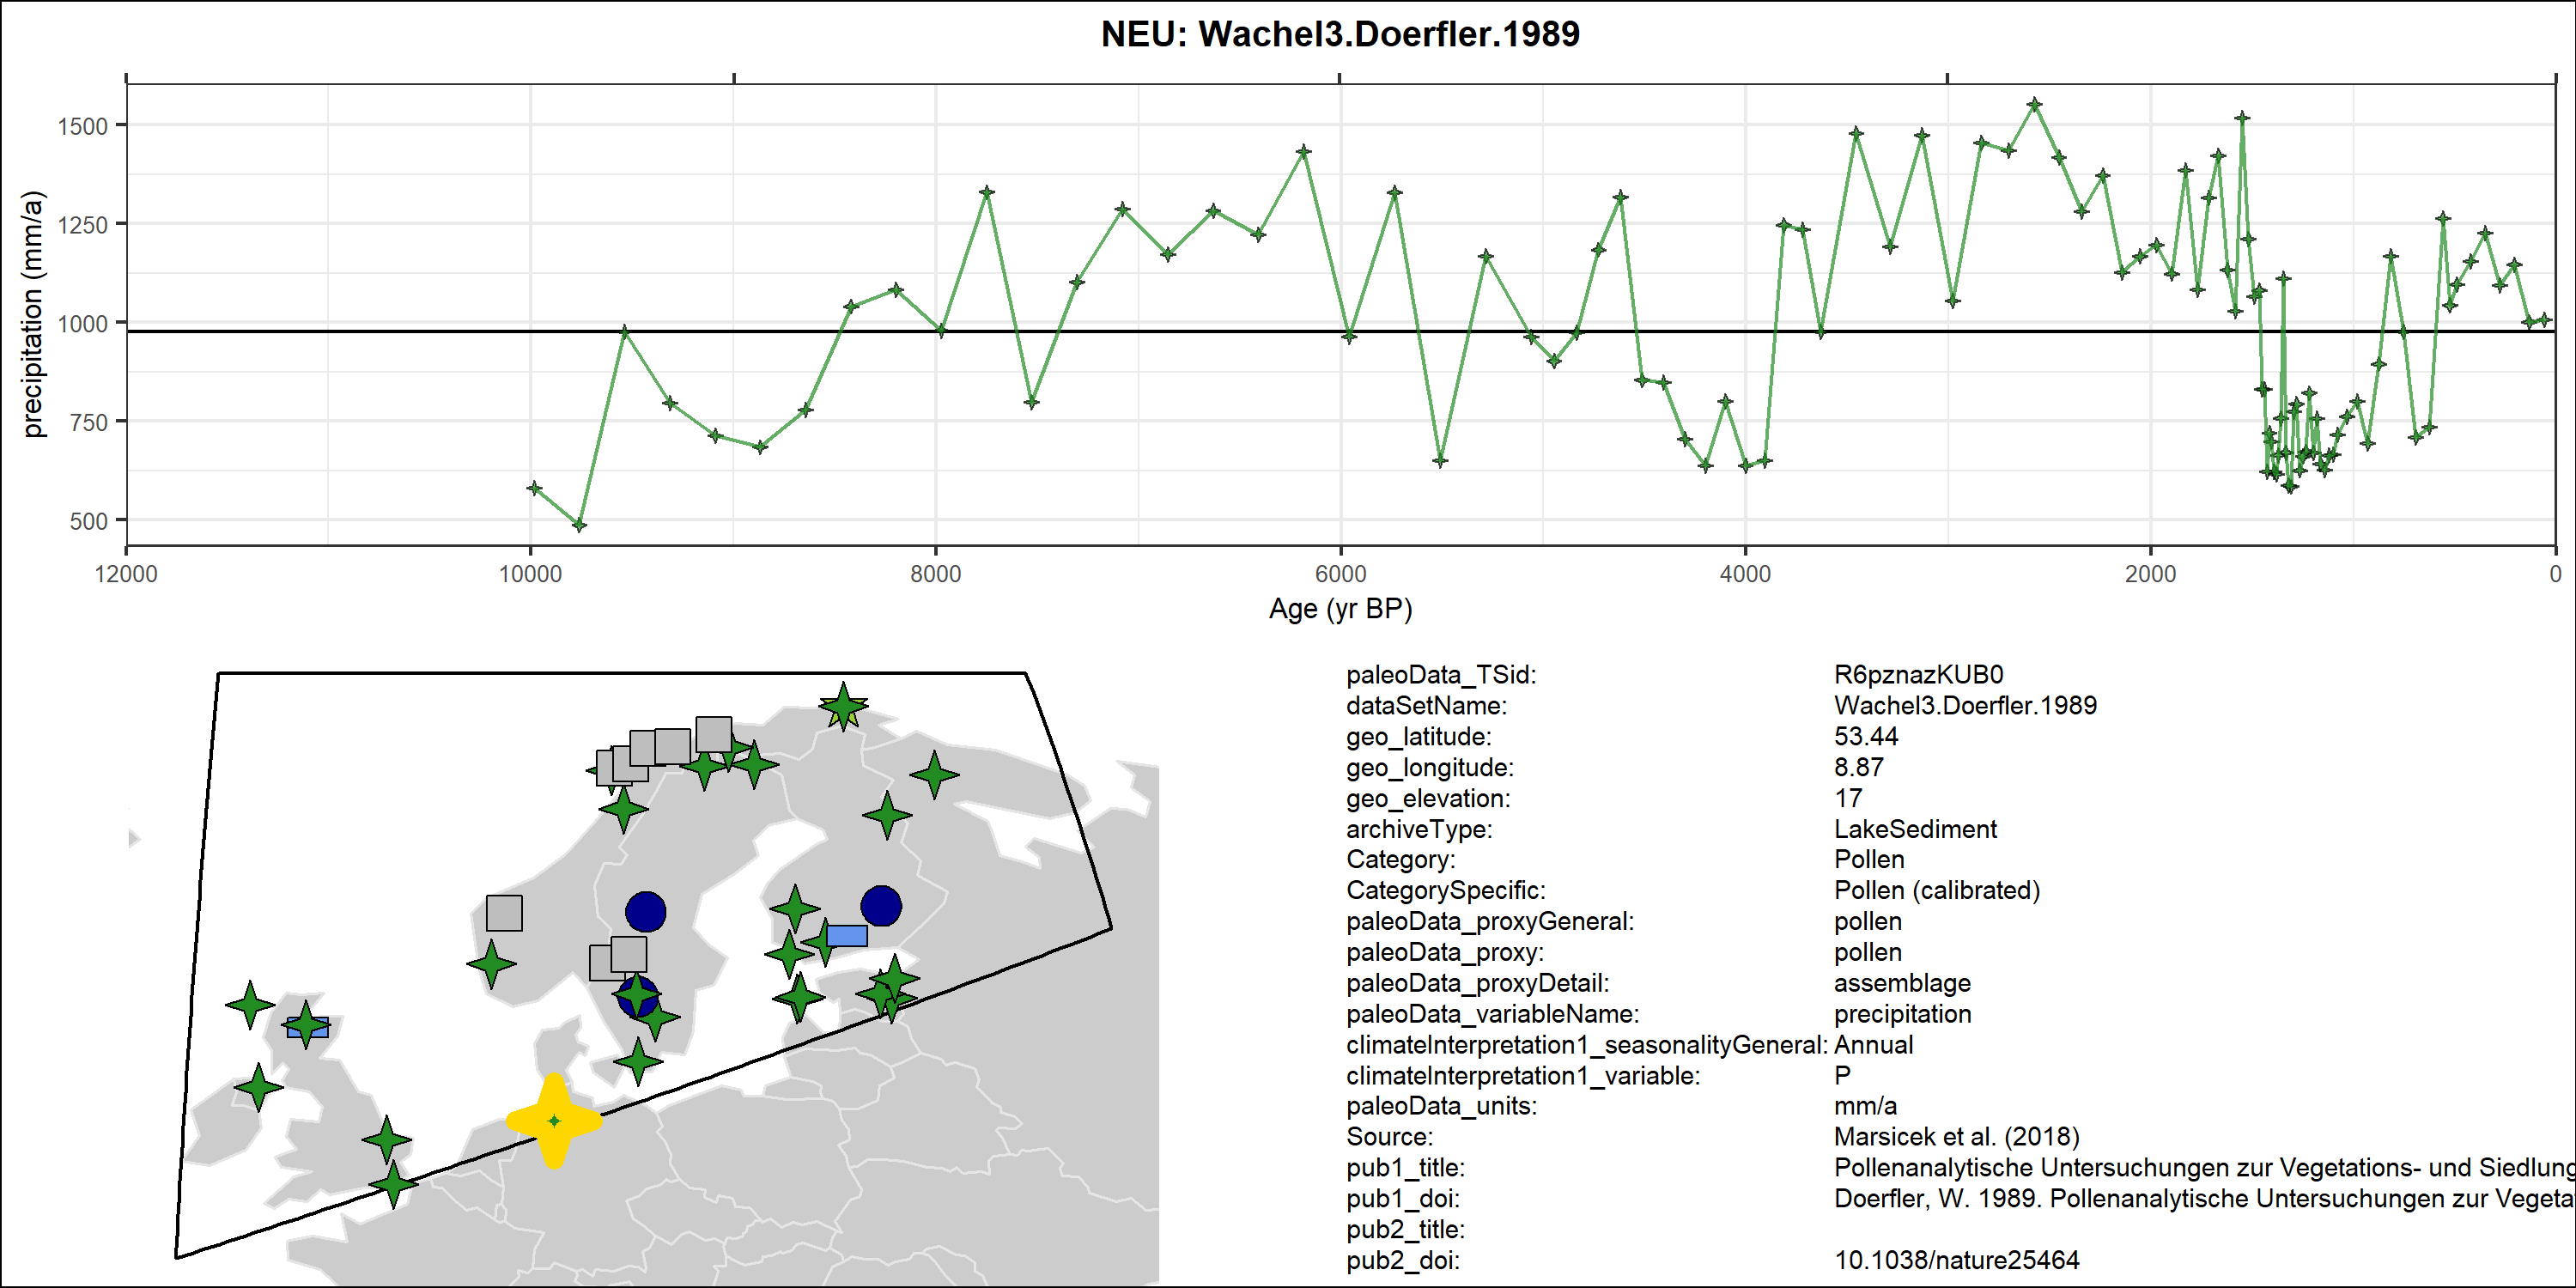 NEU: Wachel3.Doerfler.1989
precipitation (mm/a)
1500
1250
1000
750
500
12000 10000 8000 6000 4000 2000 0
Age (yr BP)
paleoData_TSid: R6pznazKUB0
dataSetName: Wachel3.Doerfler.1989
geo_latitude: 53.44
geo_longitude: 8.87
geo_elevation: 17
archiveType: LakeSediment
Category: Pollen
CategorySpecific: Pollen (calibrated)
paleoData_proxyGeneral: pollen
paleoData_proxy: pollen
paleoData_proxyDetail: assemblage
paleoData_variableName: precipitation
climateInterpretation1_seasonalityGeneral: Annual
climateInterpretation1_variable: P
paleoData_units: mm/a
Source: Marsicek et al. (2018)
pub1_title: Pollenanalytische Untersuchungen zur Vegetations- und Siedlung
pub1_doi: Doerfler, W. 1989. Pollenanalytische Untersuchungen zur Vegeta
pub2_title:
pub2_doi: 10.1038/nature25464